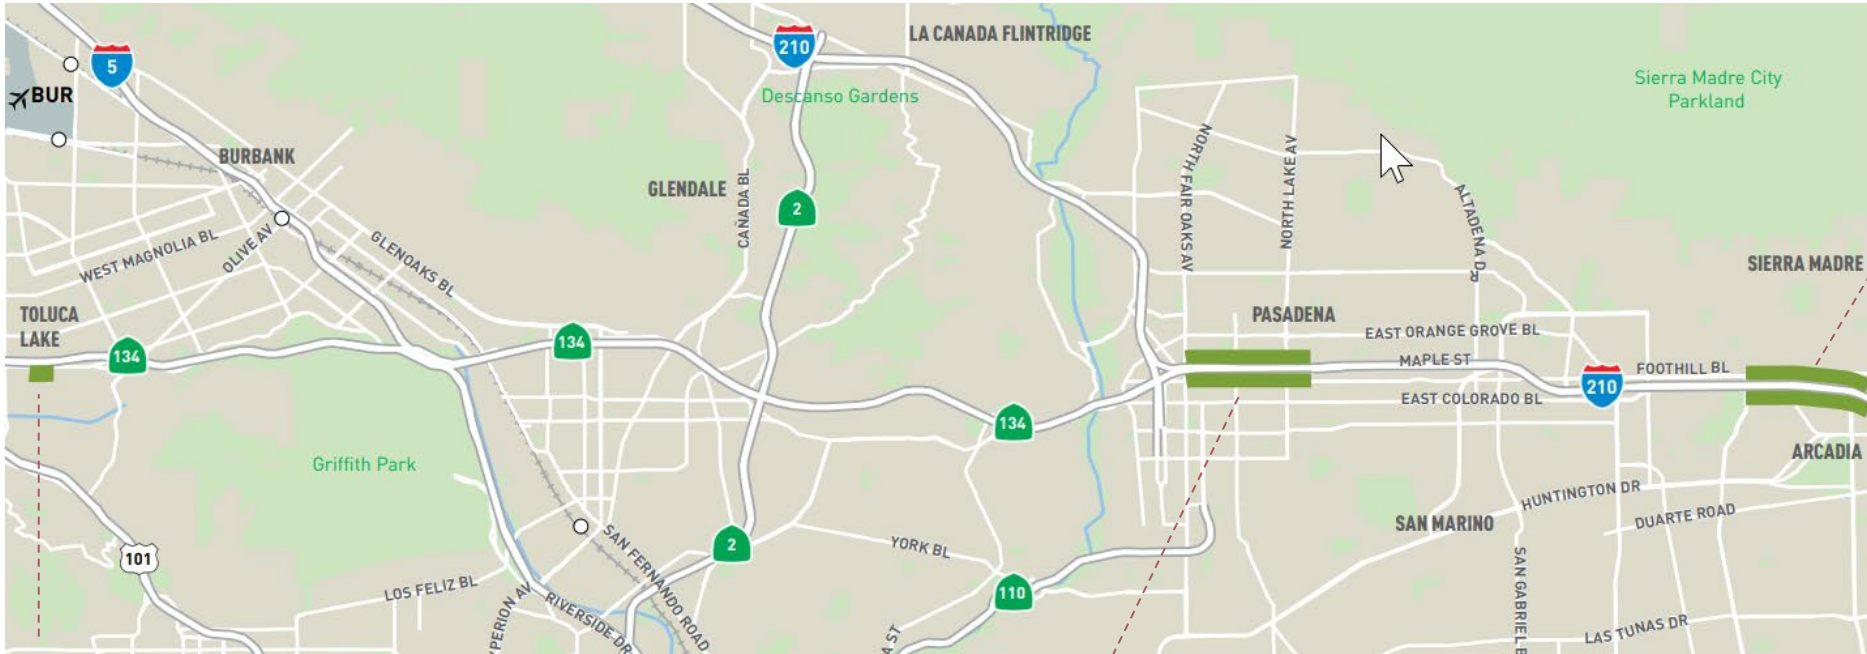 LA CANADA FLINTRIDGE
210
5
BUR
Descanso Gardens
Sierra Madre City
Parkland
BURBANK
GLENDALE
CAÑADA BL
2
NORTH FAIR OAKS AV
NORTH LAKE AV
ALTADENA DR
WEST MAGNOLIA BL
OLIVE AV
GLENOAKS BL
SIERRA MADRE
TOLUCA
LAKE
134
134
PASADENA
EAST ORANGE GROVE BL
MAPLE ST
FOOTHILL BL
210
EAST COLORADO BL
134
Griffith Park
ARCADIA
HUNTINGTON DR
DUARTE ROAD
SAN MARINO
101
2
YORK BL
SAN FERNANDO ROAD
LOS FELIZ BL
110
RIVERSIDE DR
YPERION AV
A ST
SAN GABRIEL B
LAS TUNAS DR